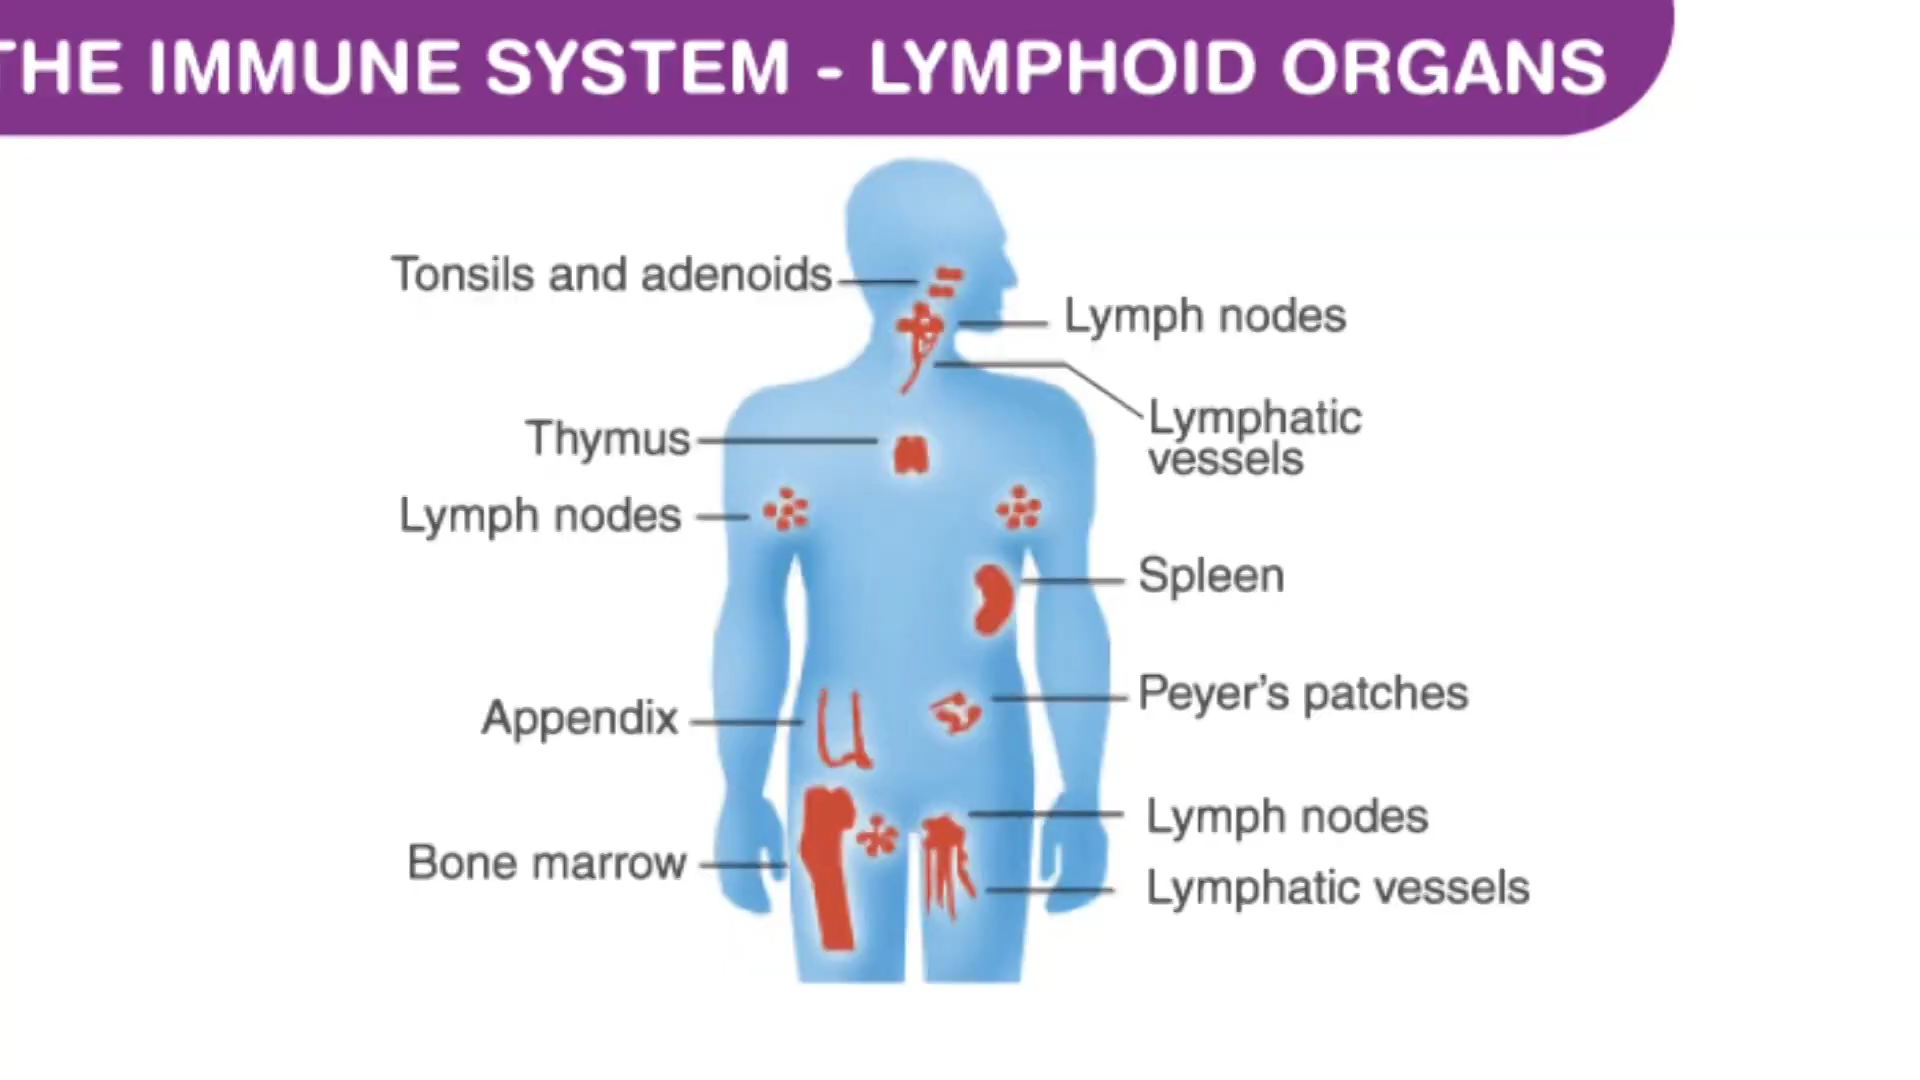 THE IMMUNE SYSTEM - LYMPHOID ORGANS
Tonsils and adenoids
Lymph nodes
Lymphatic
vessels
Thymus
Lymph nodes
Spleen
Peyer's patches
Appendix
Lymph nodes
Bone marrow
Lymphatic vessels